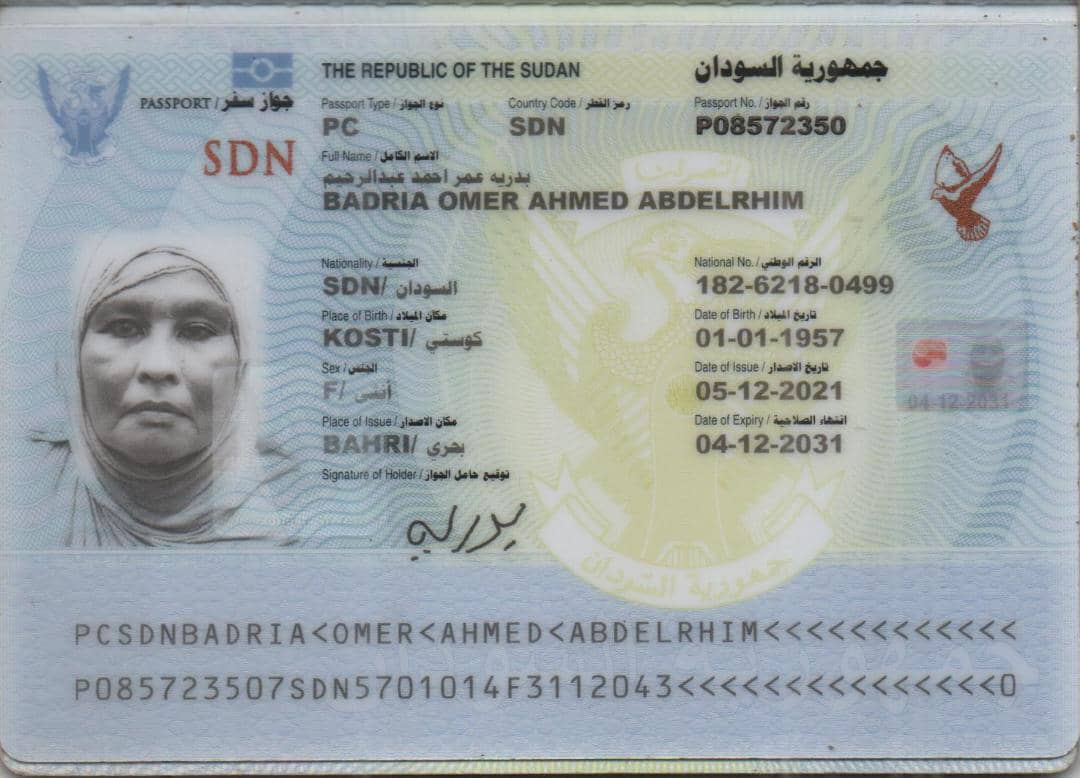 THE REPUBLIC OF THE SUDAN جمهورية السودان
PASSPORT / جواز سفر
SDN
Passport Type / نوع الجواز Country Code / رمز القطر Passport No. / رقم الجواز
PC SDN P08572350
Full Name / الاسم الكامل
بدريه عمر احمد عبدالرحيم
BADRIA OMER AHMED ABDELRHIM
Nationality / الجنسية National No. / الرقم الوطني
SDN/ السودان 182-6218-0499
Place of Birth / مكان الميلاد Date of Birth / تاريخ الميلاد
KOSTI/ كوستي 01-01-1957
Sex / الجنس Date of Issue / تاريخ الاصدار
F/ أنثى 05-12-2021
04-12-2031
Place of Issue / مكان الاصدار Date of Expiry / انتهاء الصلاحية
BAHRI/ بحري 04-12-2031
Signature of Holder / توقيع حامل الجواز
بدريه
جمهورية السودان
PCSDNBADRIA<OMER<AHMED<ABDELRHIM<<<<<<<<<<<<
P085723507SDN5701014F3112043<<<<<<<<<<<<<<<0
جمهورية السودان